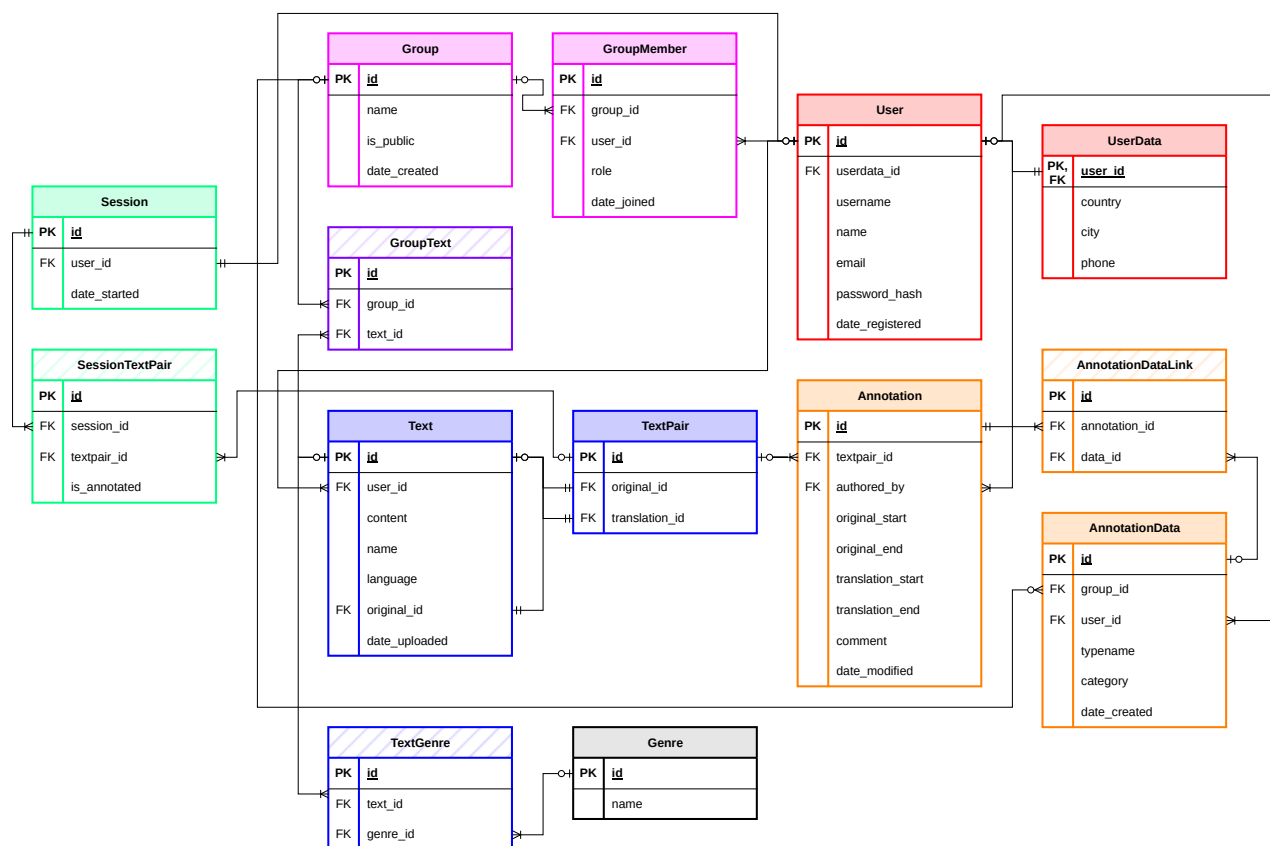 Group
PK id
name
is_public
date_created
GroupMember
PK id
FK group_id
FK user_id
role
date_joined
User
PK id
FK userdata_id
username
name
email
password_hash
date_registered
UserData
PK, FK user_id
country
city
phone
Session
PK id
FK user_id
date_started
GroupText
PK id
FK group_id
FK text_id
SessionTextPair
PK id
FK session_id
FK textpair_id
is_annotated
Text
PK id
FK user_id
content
name
language
FK original_id
date_uploaded
TextPair
PK id
FK original_id
FK translation_id
Annotation
PK id
FK textpair_id
FK authored_by
original_start
original_end
translation_start
translation_end
comment
date_modified
AnnotationDataLink
PK id
FK annotation_id
FK data_id
AnnotationData
PK id
FK group_id
FK user_id
typename
category
date_created
TextGenre
PK id
FK text_id
FK genre_id
Genre
PK id
name